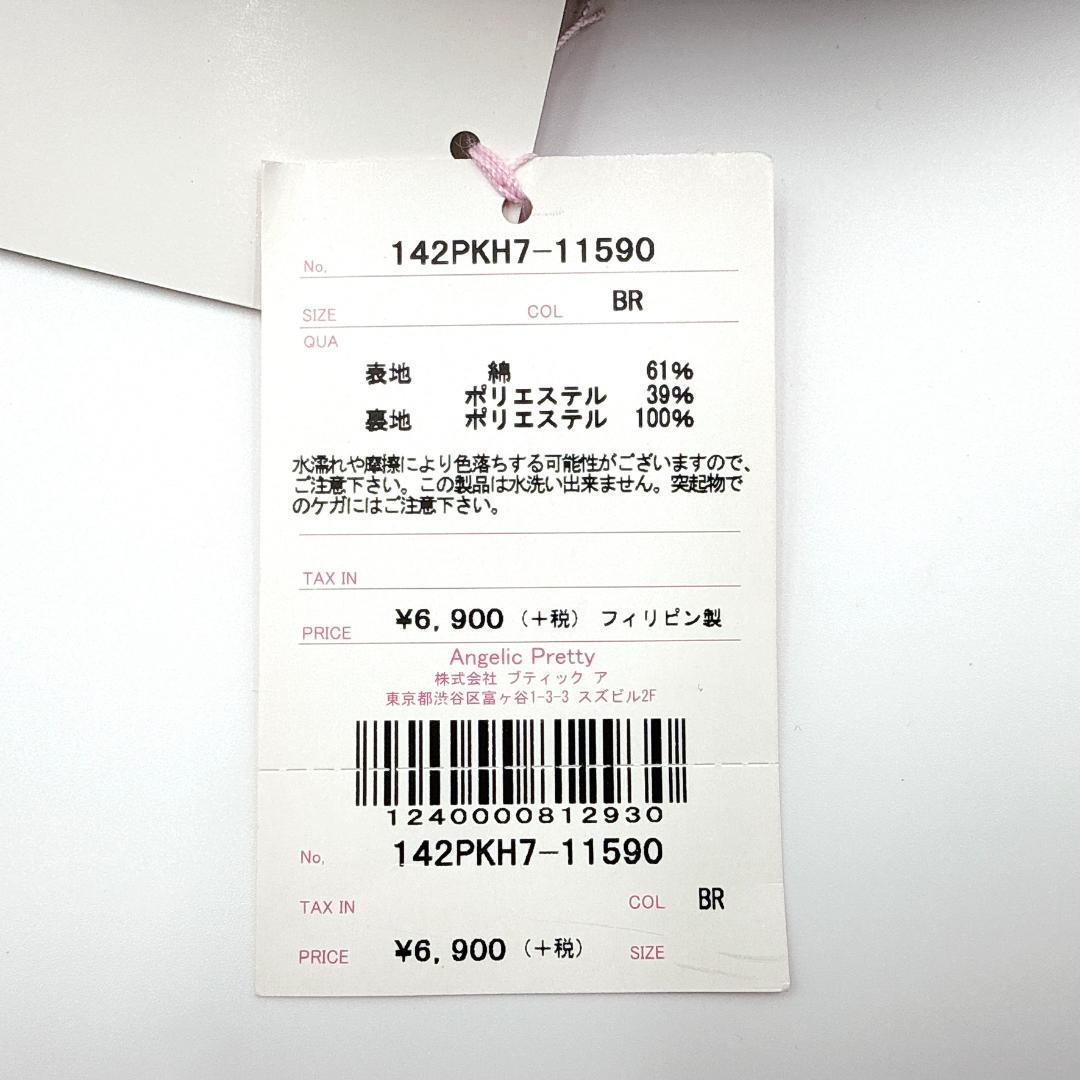 No. 142PKH7-11590
SIZE COL BR
QUA
表地 綿 61%
ポリエステル 39%
裏地 ポリエステル 100%
水濡れや摩擦により色落ちする可能性がございますので、
ご注意下さい。この製品は水洗い出来ません。突起物で
のケガにはご注意下さい。
TAX IN
PRICE ¥6,900 (+税) フィリピン製
Angelic Pretty
株式会社 ブティック ア
東京都渋谷区富ヶ谷1-3-3 スズビル2F
1240000812930
No. 142PKH7-11590
TAX IN COL BR
PRICE ¥6,900 (+税) SIZE